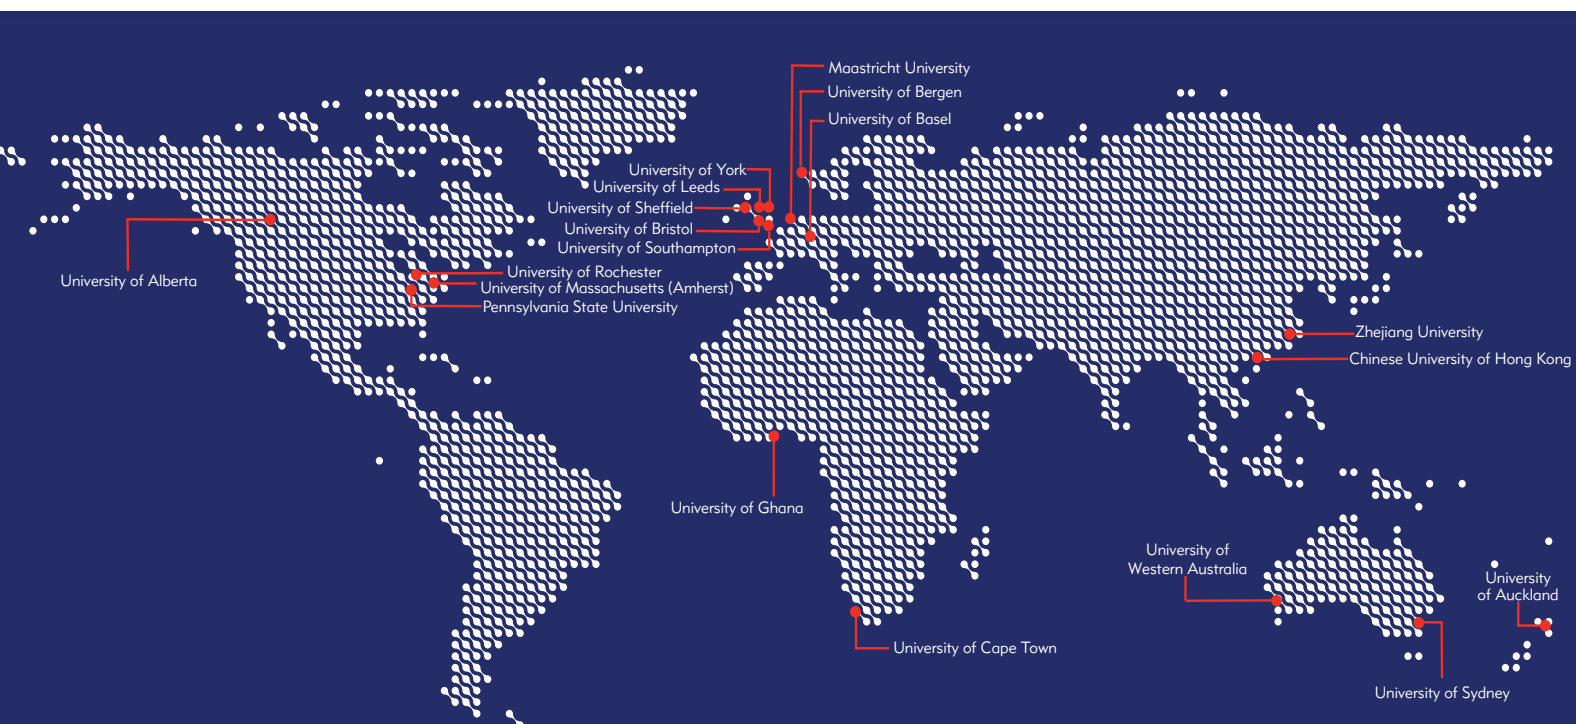 Maastricht University
University of Bergen
University of Basel
University of York
University of Leeds
University of Sheffield
University of Bristol
University of Southampton
University of Alberta
University of Rochester
University of Massachusetts (Amherst)
Pennsylvania State University
Zhejiang University
Chinese University of Hong Kong
University of Ghana
University of
Western Australia
University
of Auckland
University of Cape Town
University of Sydney